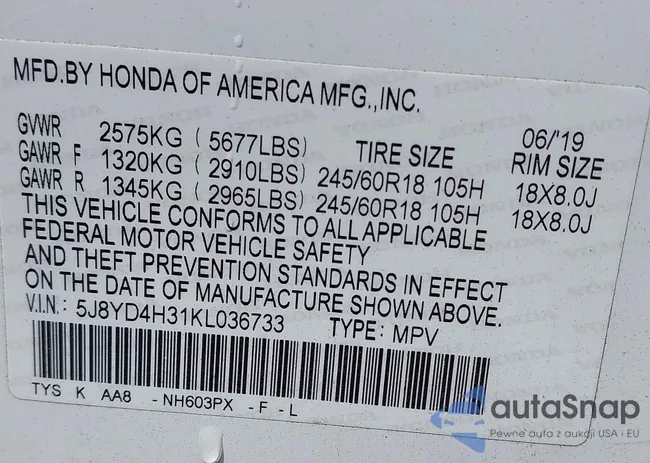 MFD.BY HONDA OF AMERICA MFG.,INC.
06/'19
GVWR 2575KG ( 5677LBS) TIRE SIZE RIM SIZE
GAWR F 1320KG ( 2910LBS) 245/60R18 105H 18X8.0J
GAWR R 1345KG ( 2965LBS) 245/60R18 105H 18X8.0J
THIS VEHICLE CONFORMS TO ALL APPLICABLE
FEDERAL MOTOR VEHICLE SAFETY
AND THEFT PREVENTION STANDARDS IN EFFECT
ON THE DATE OF MANUFACTURE SHOWN ABOVE.
V.I.N.: 5J8YD4H31KL036733 TYPE: MPV
TYS K AA8 -NH603PX -F -L
autaSnap
Pewne auta z aukcji USA i EU